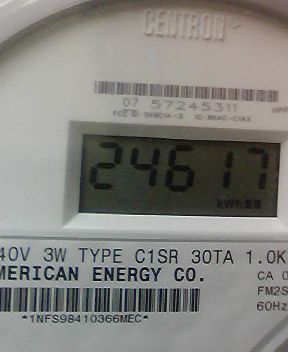 CENTRON®
07 57245311
24617
kWh
40V 3W TYPE C1SR 30TA 1.0K
MERICAN ENERGY CO.
CA 0
FM2S
60Hz
*1NFS98410366MEC*